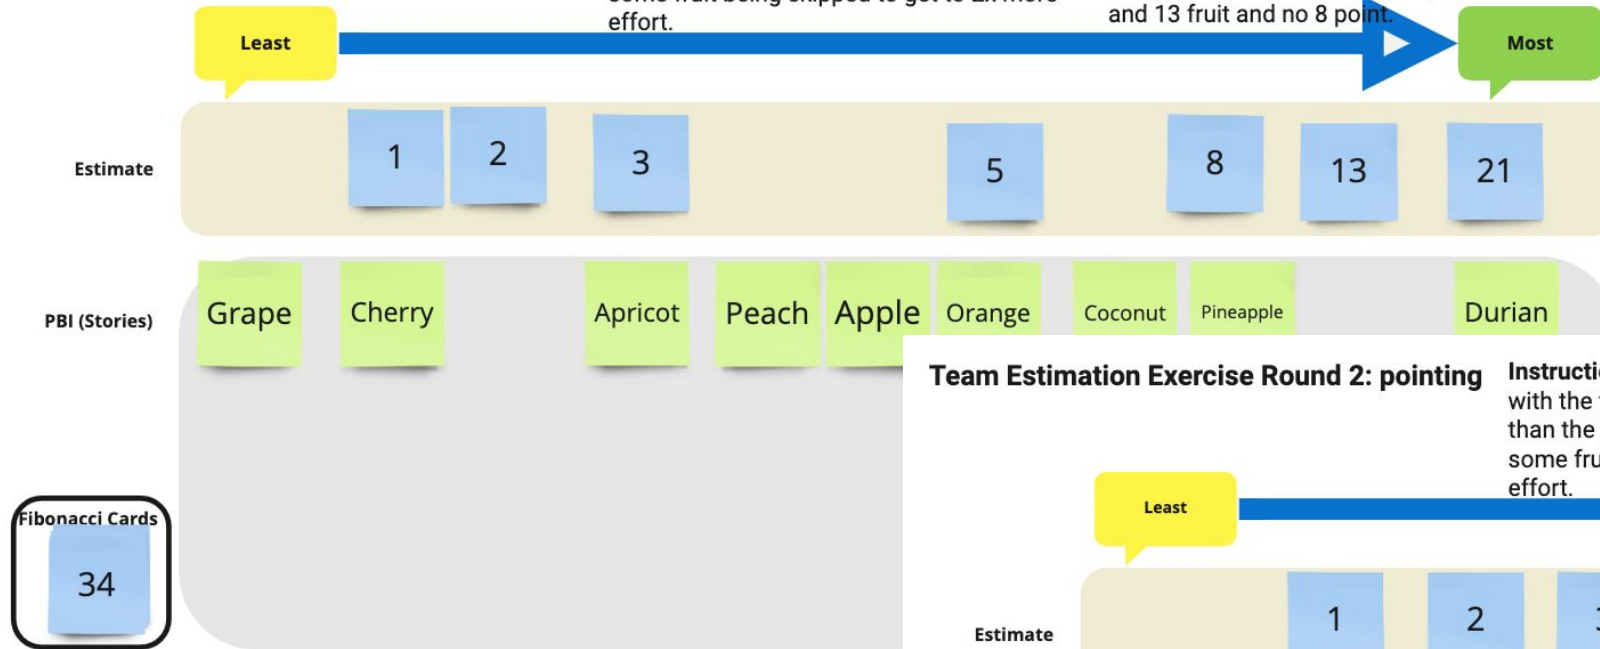 effort.
and 13 fruit and no 8 point.
Least
Most
Estimate
1
2
3
5
8
13
21
PBI (Stories)
Grape
Cherry
Apricot
Peach
Apple
Orange
Coconut
Pineapple
Durian
Fibonacci Cards
34
Team Estimation Exercise Round 2: pointing
Instructi
with the
than the
some fru
effort.
Least
Estimate
1
2